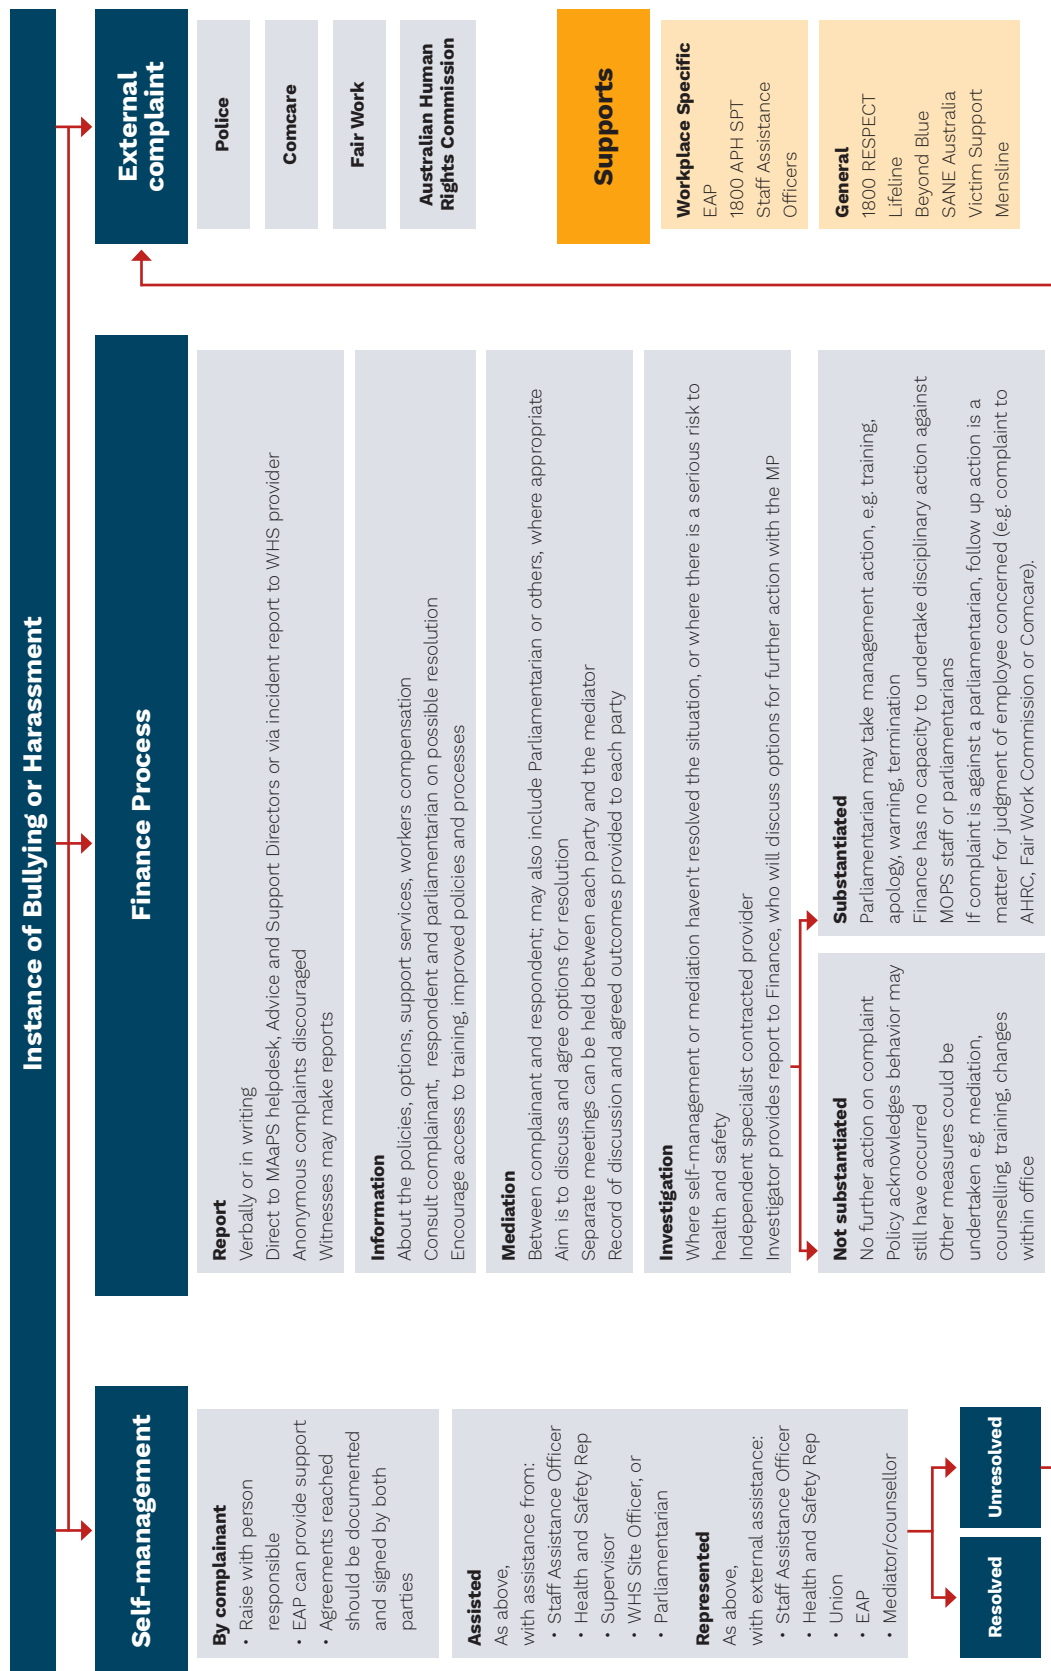 Instance of Bullying or Harassment
Self-management
By complainant
• Raise with person
responsible
• EAP can provide support
• Agreements reached
should be documented
and signed by both
parties
Assisted
As above,
with assistance from:
• Staff Assistance Officer
• Health and Safety Rep
• Supervisor
• WHS Site Officer, or
• Parliamentarian
Represented
As above,
with external assistance:
• Staff Assistance Officer
• Health and Safety Rep
• Union
• EAP
• Mediator/counsellor
Resolved
Unresolved
Finance Process
Report
Verbally or in writing
Direct to MAaPS helpdesk, Advice and Support Directors or via incident report to WHS provider
Anonymous complaints discouraged
Witnesses may make reports
Information
About the policies, options, support services, workers compensation
Consult complainant, respondent and parliamentarian on possible resolution
Encourage access to training, improved policies and processes
Mediation
Between complainant and respondent; may also include Parliamentarian or others, where appropriate
Aim is to discuss and agree options for resolution
Separate meetings can be held between each party and the mediator
Record of discussion and agreed outcomes provided to each party
Investigation
Where self-management or mediation haven't resolved the situation, or where there is a serious risk to
health and safety
Independent specialist contracted provider
Investigator provides report to Finance, who will discuss options for further action with the MP
Not substantiated
No further action on complaint
Policy acknowledges behavior may
still have occurred
Other measures could be
undertaken e.g. mediation,
counselling, training, changes
within office
Substantiated
Parliamentarian may take management action, e.g. training,
apology, warning, termination
Finance has no capacity to undertake disciplinary action against
MOPS staff or parliamentarians
If complaint is against a parliamentarian, follow up action is a
matter for judgment of employee concerned (e.g. complaint to
AHRC, Fair Work Commission or Comcare).
External
complaint
Police
Comcare
Fair Work
Australian Human
Rights Commission
Supports
Workplace Specific
EAP
1800 APH SPT
Staff Assistance
Officers
General
1800 RESPECT
Lifeline
Beyond Blue
SANE Australia
Victim Support
Mensline